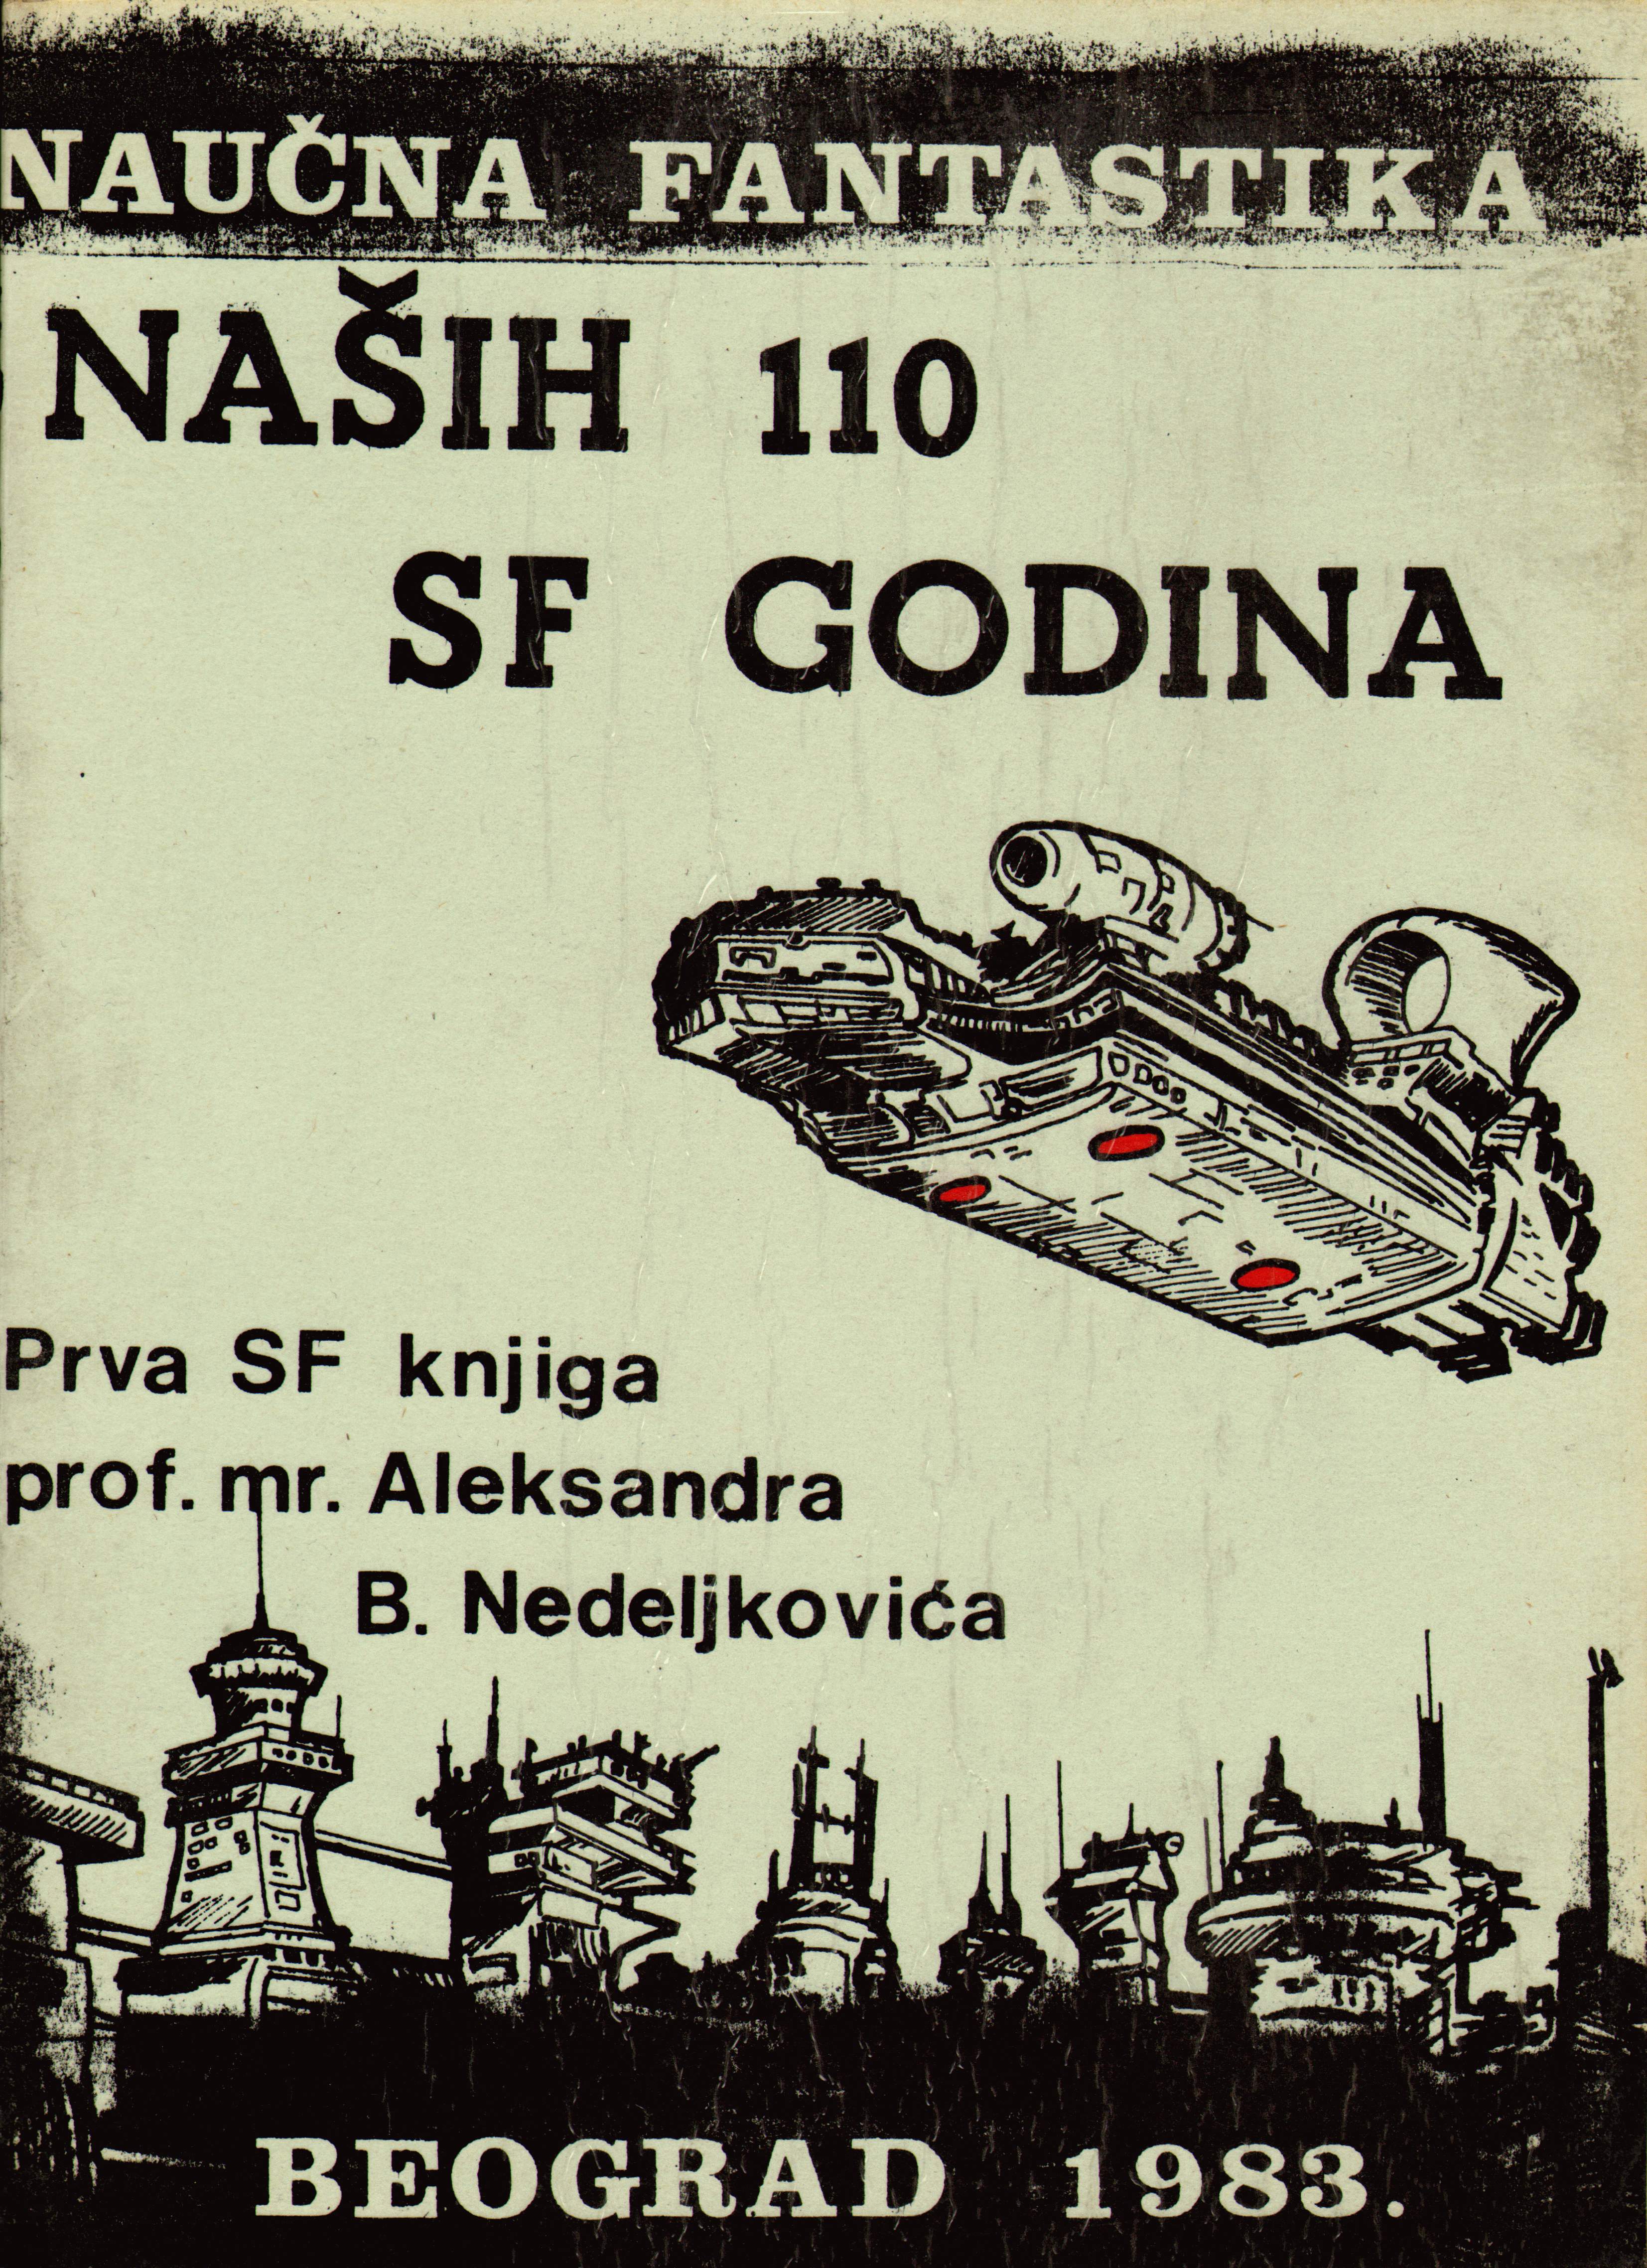 NAUČNA FANTASTIKA
NAŠIH 110
SF GODINA
Prva SF knjiga
prof. mr. Aleksandra
B. Nedeljkovića
BEOGRAD 1983.